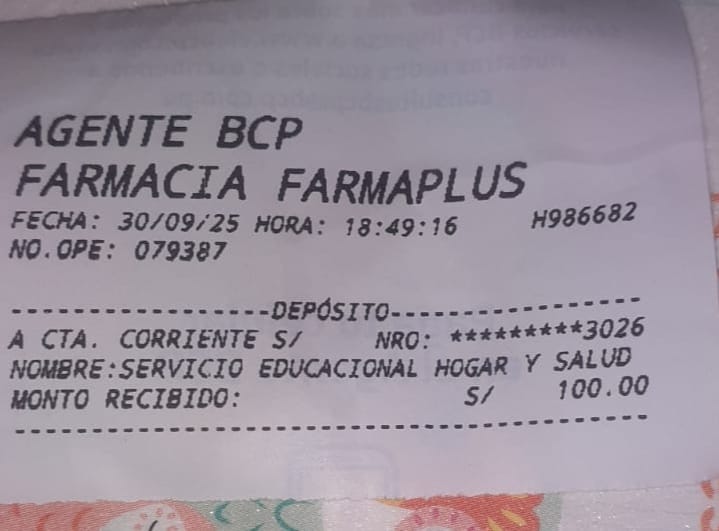 AGENTE BCP
FARMACIA FARMAPLUS
FECHA: 30/09/25 HORA: 18:49:16 H986682
NO.OPE: 079387
------------------DEPÓSITO------------------
A CTA. CORRIENTE S/ NRO: *********3026
NOMBRE:SERVICIO EDUCACIONAL HOGAR Y SALUD
MONTO RECIBIDO: S/ 100.00
--------------------------------------------